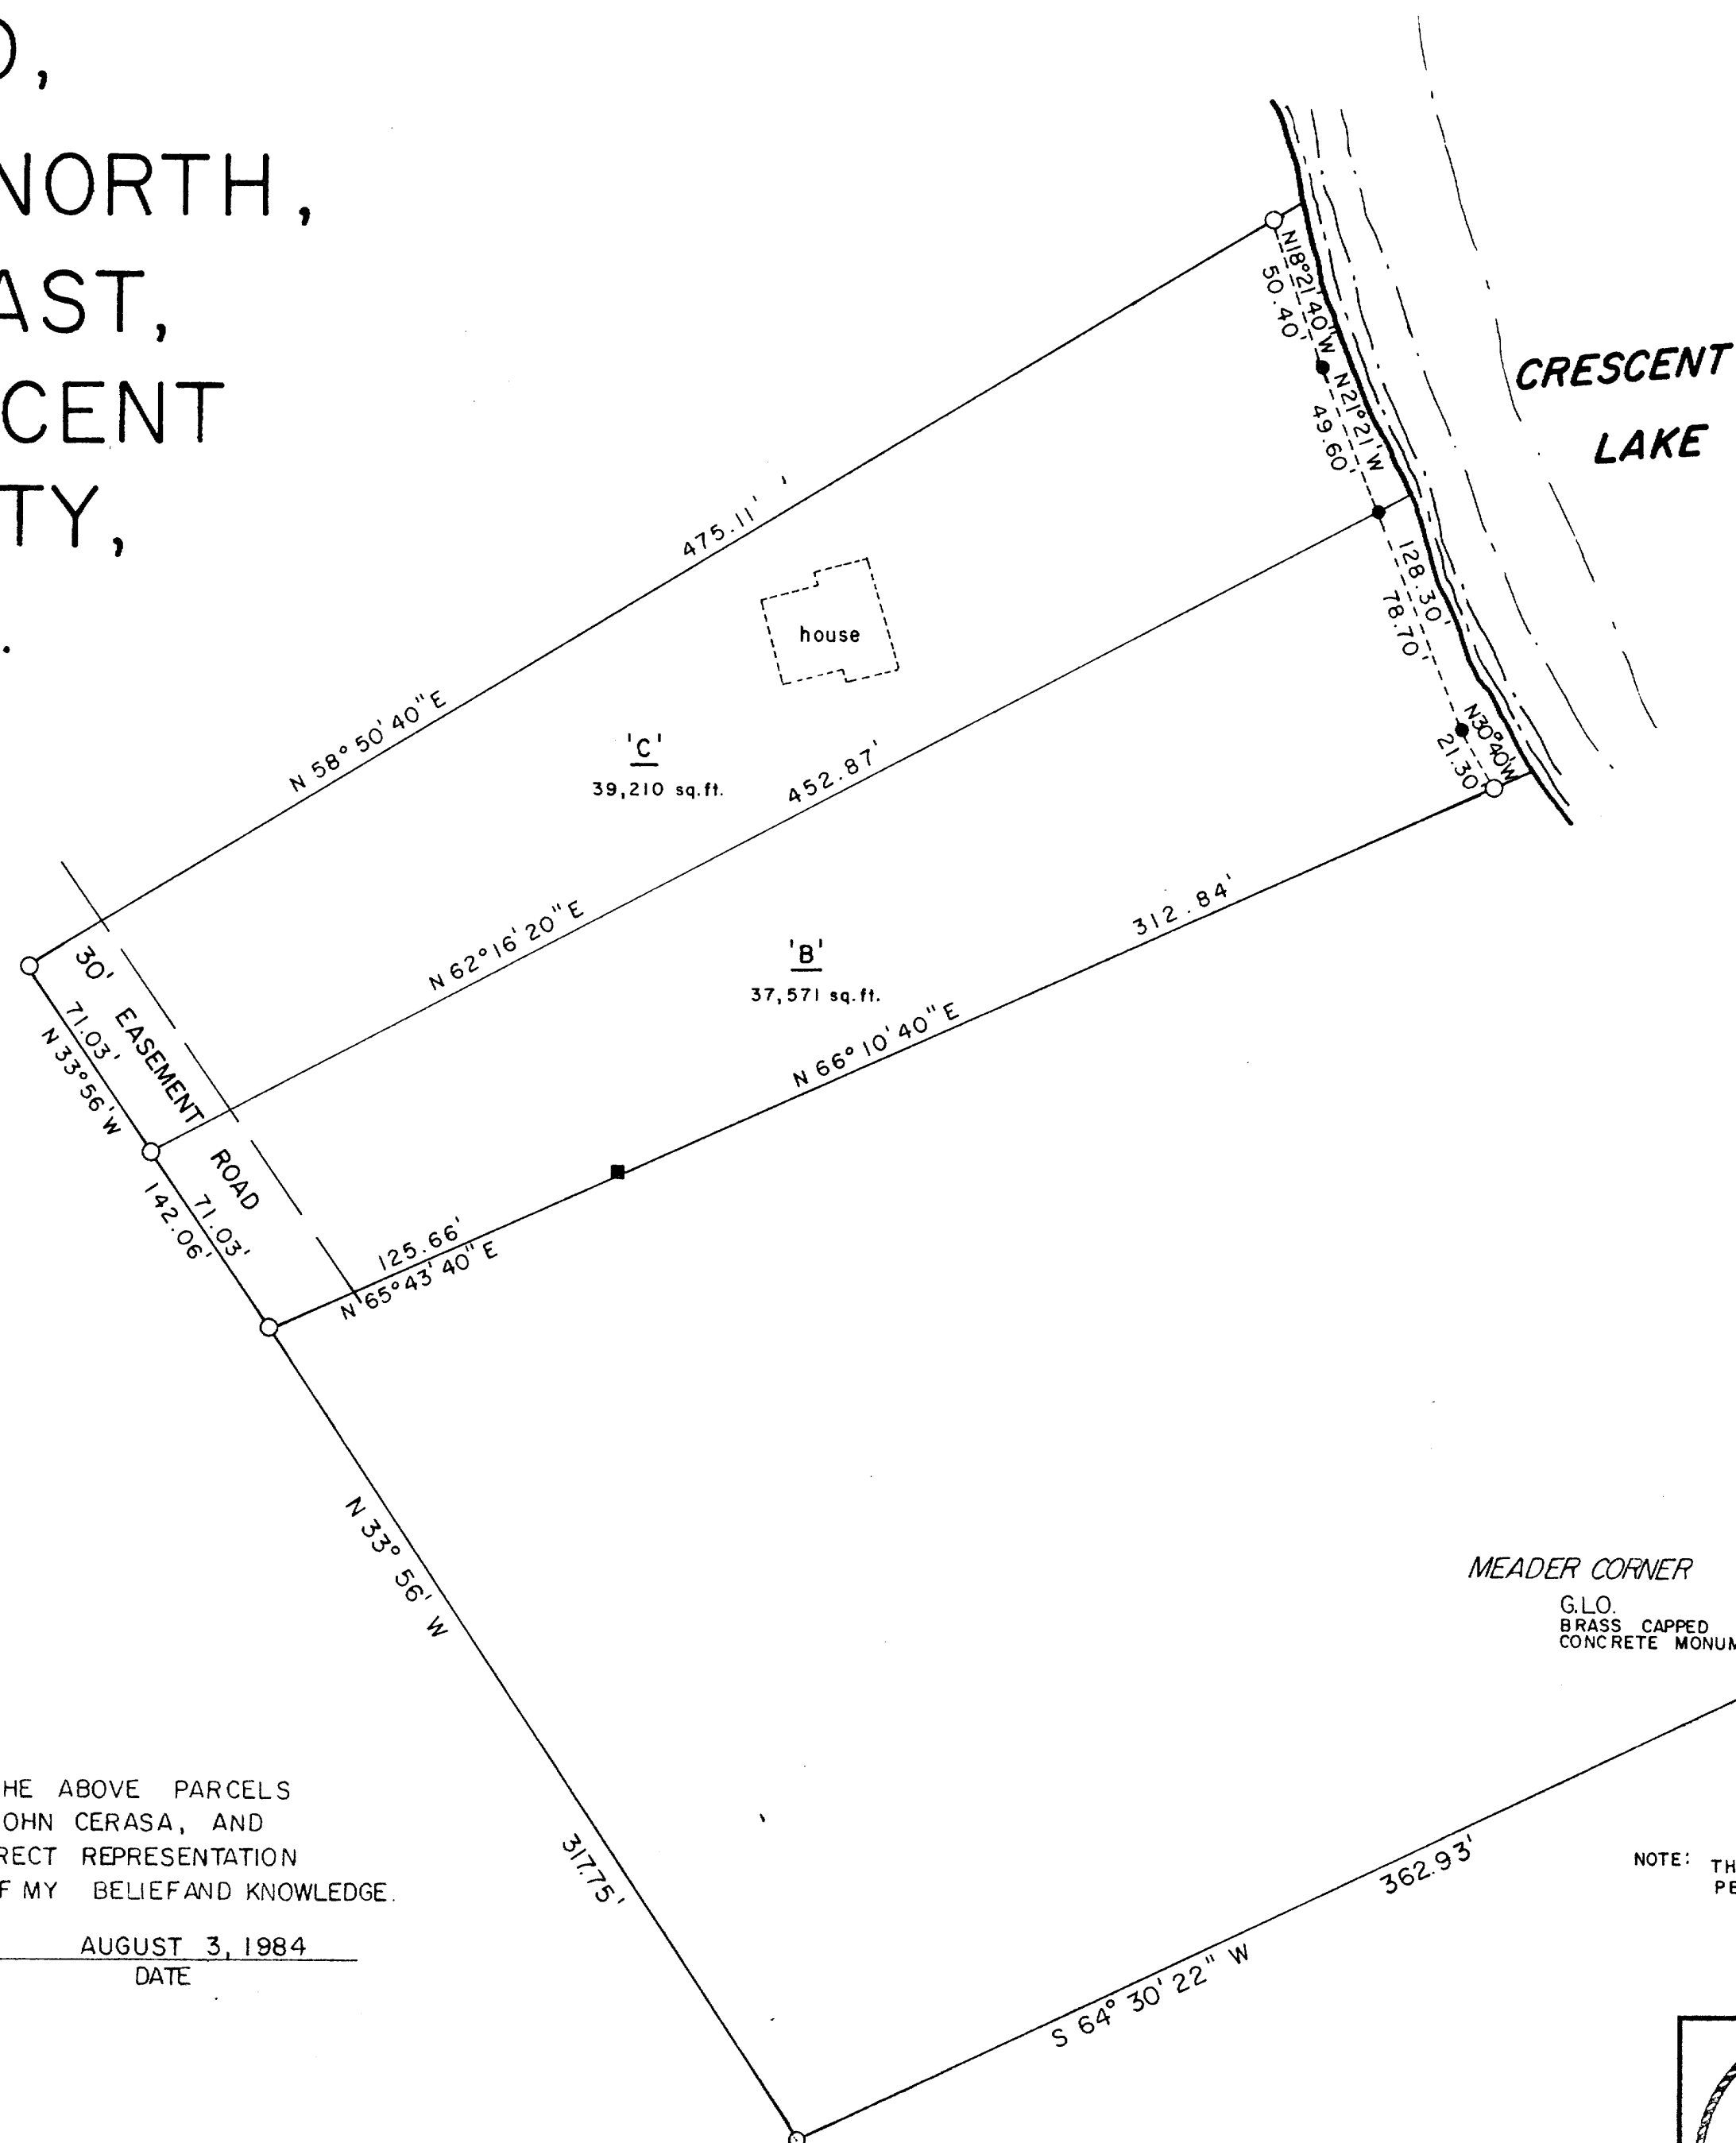 D,
NORTH,
AST,
CENT
TY,
.
CRESCENT
LAKE
N18°21'40"W
50.40'
N21°21'W
49.60'
128.30'
78.70'
N30°40'W
21.30'
475.11'
N 58° 50' 40" E
house
'C'
39,210 sq.ft.
452.87'
N 62° 16' 20" E
'B'
37,571 sq.ft.
312.84'
N 66° 10' 40" E
30'
EASEMENT
ROAD
71.03'
N 33° 56' W
71.03'
142.06'
125.66'
N 65° 43' 40" E
N 33° 56' W
317.75'
MEADER CORNER
G.L.O.
BRASS CAPPED
CONCRETE MONUM
362.93'
S 64° 30' 22" W
NOTE: TH
PE
HE ABOVE PARCELS
OHN CERASA, AND
RECT REPRESENTATION
F MY BELIEF AND KNOWLEDGE.
AUGUST 3, 1984
DATE